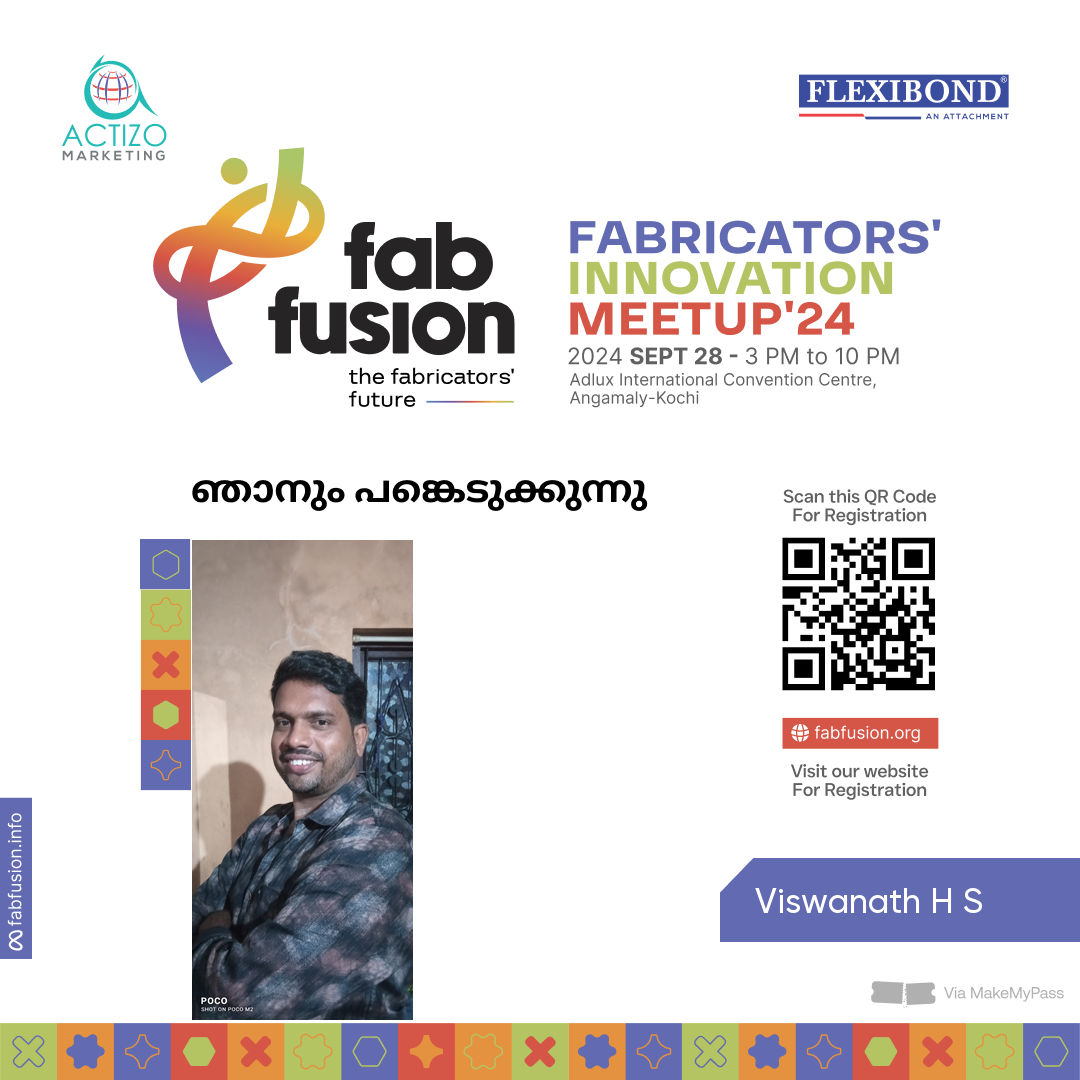 ACTIZO
MARKETING
FLEXIBOND®
AN ATTACHMENT
fab
fusion
the fabricators'
future
FABRICATORS'
INNOVATION
MEETUP'24
2024 SEPT 28 - 3 PM to 10 PM
Adlux International Convention Centre,
Angamaly-Kochi
ഞാനും പങ്കെടുക്കുന്നു
Scan this QR Code
For Registration
fabfusion.org
Visit our website
For Registration
fabfusion.info
Viswanath H S
POCO
SHOT ON POCO M2
Via MakeMyPass